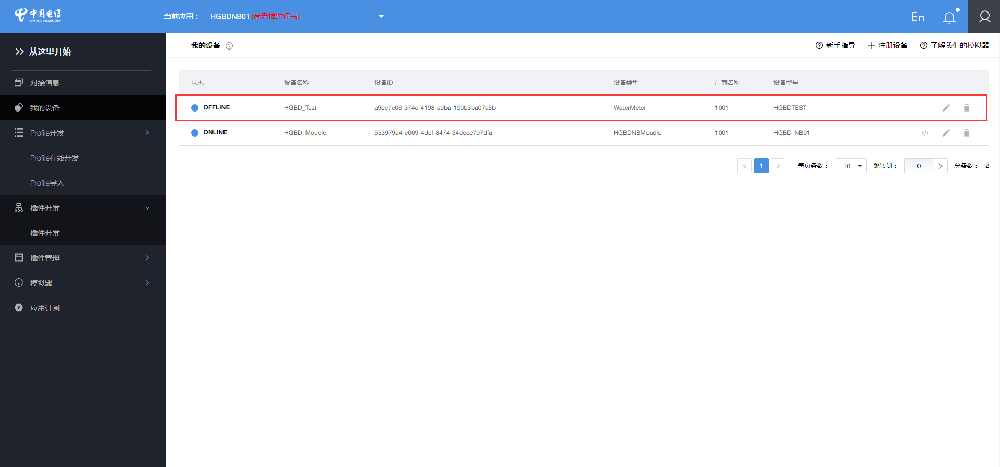 中国电信
CHINA TELECOM
当前应用： HGBDNB01 [尚无推送证书]
En
从这里开始
对接信息
我的设备
Profile开发
Profile在线开发
Profile导入
插件开发
插件开发
插件管理
模拟器
应用订阅
我的设备 ?
? 新手指导 + 注册设备 ? 了解我们的模拟器
状态 设备名称 设备ID 设备类型 厂商名称 设备型号
OFFLINE HGBD_Test a90c7e06-374e-4198-a9ba-190b3ba07a5b WaterMeter 1001 HGBDTEST
ONLINE HGBD_Moudle 553979a4-e069-4def-8474-34decc797dfa HGBDNBMoudle 1001 HGBD_NB01 </>
< 1 > 每页条数： 10 跳转到： 0 > 总条数： 2